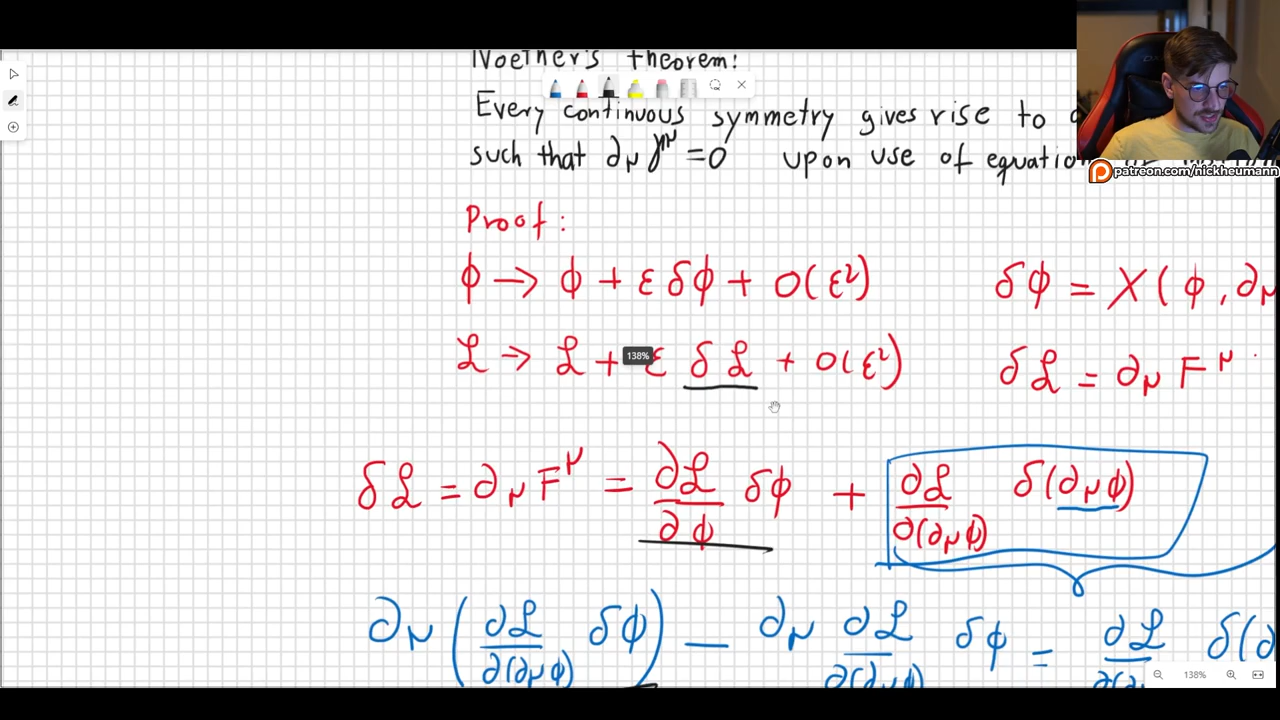 Noether's theorem:
Every continuous symmetry gives rise to
such that ∂μ jμ = 0 upon use of equation
patreon.com/nickheumann
Proof:
ϕ → ϕ + ε δϕ + O(ε²) δϕ = X(ϕ, ∂μ
ℒ → ℒ + ε δℒ + O(ε²) δℒ = ∂μ F^μ
138%
δℒ = ∂μ F^μ = ∂ℒ/∂ϕ δϕ + ∂ℒ/∂(∂μϕ) δ(∂μϕ)
∂μ (∂ℒ/∂(∂μϕ) δϕ) − ∂μ ∂ℒ/∂(∂μϕ) δϕ = ∂ℒ/∂(∂μ δ(∂
138%